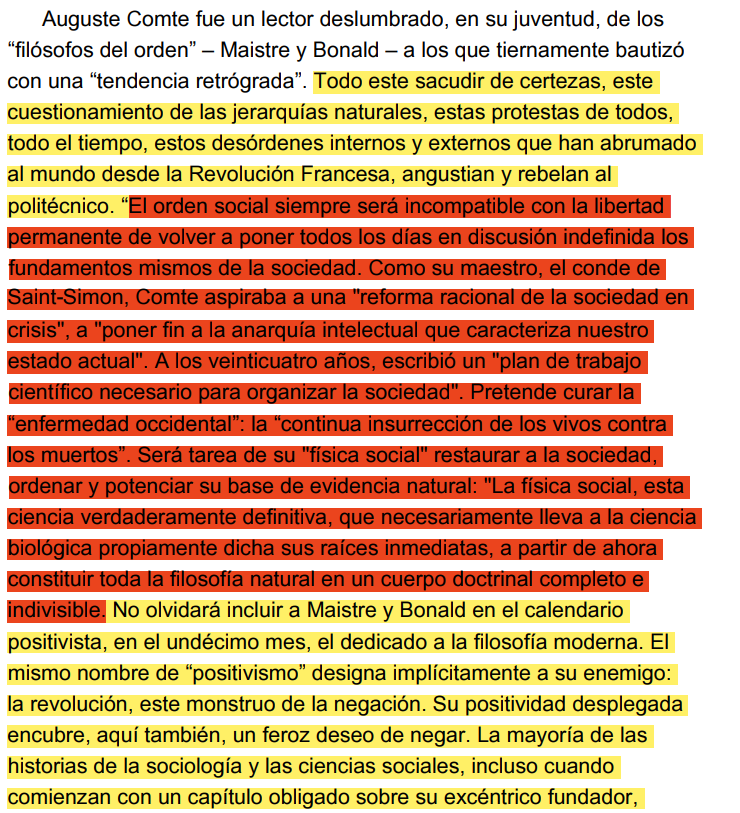 Auguste Comte fue un lector deslumbrado, en su juventud, de los
“filósofos del orden” – Maistre y Bonald – a los que tiernamente bautizó
con una “tendencia retrógrada”. Todo este sacudir de certezas, este
cuestionamiento de las jerarquías naturales, estas protestas de todos,
todo el tiempo, estos desórdenes internos y externos que han abrumado
al mundo desde la Revolución Francesa, angustian y rebelan al
politécnico. “El orden social siempre será incompatible con la libertad
permanente de volver a poner todos los días en discusión indefinida los
fundamentos mismos de la sociedad. Como su maestro, el conde de
Saint-Simon, Comte aspiraba a una "reforma racional de la sociedad en
crisis", a "poner fin a la anarquía intelectual que caracteriza nuestro
estado actual". A los veinticuatro años, escribió un "plan de trabajo
científico necesario para organizar la sociedad". Pretende curar la
“enfermedad occidental”: la “continua insurrección de los vivos contra
los muertos”. Será tarea de su "física social" restaurar a la sociedad,
ordenar y potenciar su base de evidencia natural: "La física social, esta
ciencia verdaderamente definitiva, que necesariamente lleva a la ciencia
biológica propiamente dicha sus raíces inmediatas, a partir de ahora
constituir toda la filosofía natural en un cuerpo doctrinal completo e
indivisible. No olvidará incluir a Maistre y Bonald en el calendario
positivista, en el undécimo mes, el dedicado a la filosofía moderna. El
mismo nombre de “positivismo” designa implícitamente a su enemigo:
la revolución, este monstruo de la negación. Su positividad desplegada
encubre, aquí también, un feroz deseo de negar. La mayoría de las
historias de la sociología y las ciencias sociales, incluso cuando
comienzan con un capítulo obligado sobre su excéntrico fundador,